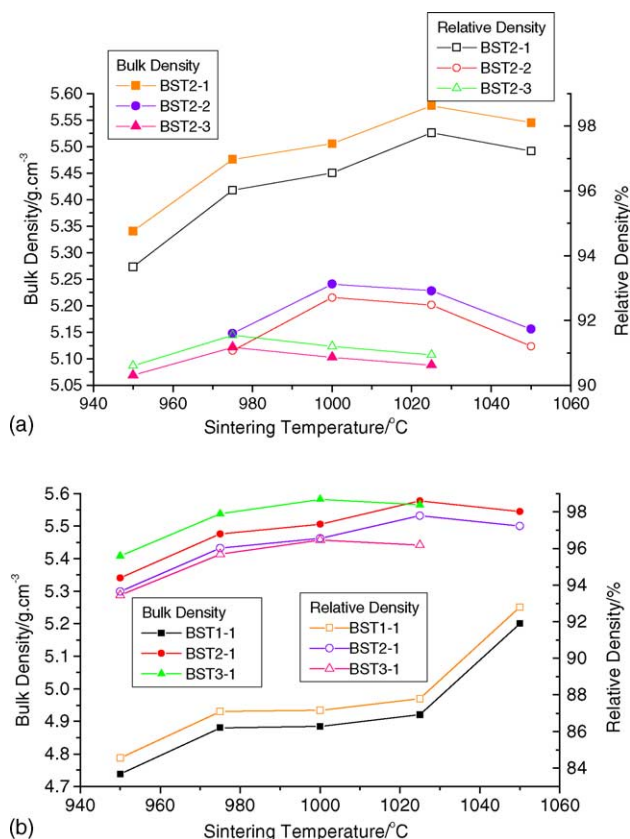 Bulk Density
BST2-1
BST2-2
BST2-3
Relative Density
BST2-1
BST2-2
BST2-3
5.60
5.55
5.50
5.45
5.40
5.35
5.30
5.25
5.20
5.15
5.10
5.05
Bulk Density/g.cm-3
99
98
96
95
93
92
90
Relative Density/%
940 960 980 1000 1020 1040 1060
Sintering Temperature/°C
(a)
5.6
5.5
5.4
5.3
5.2
5.1
5.0
4.9
4.8
4.7
Bulk Density/g.cm-3
Bulk Density
BST1-1
BST2-1
BST3-1
Relative Density
BST1-1
BST2-1
BST3-1
98
96
94
92
90
88
86
84
Relative Density/%
940 960 980 1000 1020 1040 1060
Sintering Temperature/°C
(b)